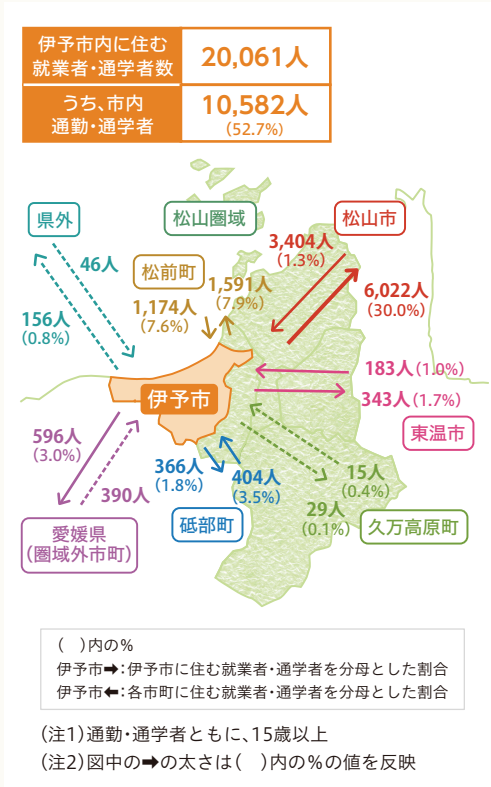 伊予市内に住む
就業者・通学者数
20,061人
うち、市内
通勤・通学者
10,582人
(52.7%)
県外
松山圏域
松山市
46人
松前町
3,404人
(1.3%)
1,591人
(7.9%)
1,174人
(7.6%)
6,022人
(30.0%)
156人
(0.8%)
183人(1.0%)
伊予市
343人(1.7%)
東温市
596人
(3.0%)
390人
366人
(1.8%)
404人
(3.5%)
15人
(0.4%)
29人
(0.1%)
愛媛県
(圏域外市町)
砥部町
久万高原町
(　)内の%
伊予市➡:伊予市に住む就業者・通学者を分母とした割合
伊予市⬅:各市町に住む就業者・通学者を分母とした割合
(注1)通勤・通学者ともに、15歳以上
(注2)図中の➡の太さは(　)内の%の値を反映